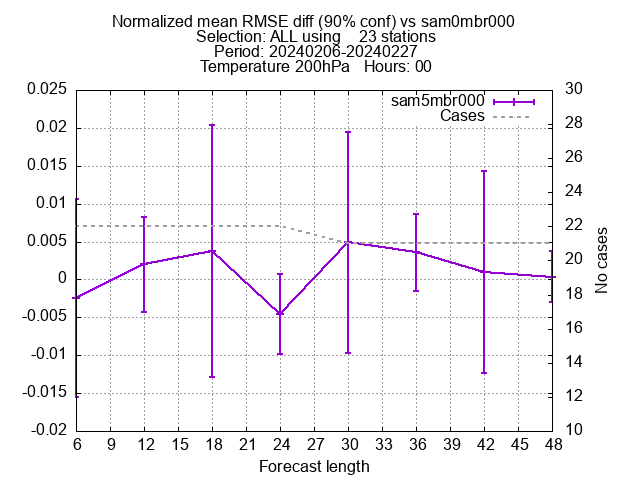 Normalized mean RMSE diff (90% conf) vs sam0mbr000
Selection: ALL using    23 stations
Period: 20240206-20240227
Temperature 200hPa   Hours: 00
sam5mbr000
Cases
0.025
0.02
0.015
0.01
0.005
0
-0.005
-0.01
-0.015
-0.02
30
28
26
24
22
20
18
16
14
12
10
No cases
6 9 12 15 18 21 24 27 30 33 36 39 42 45 48
Forecast length